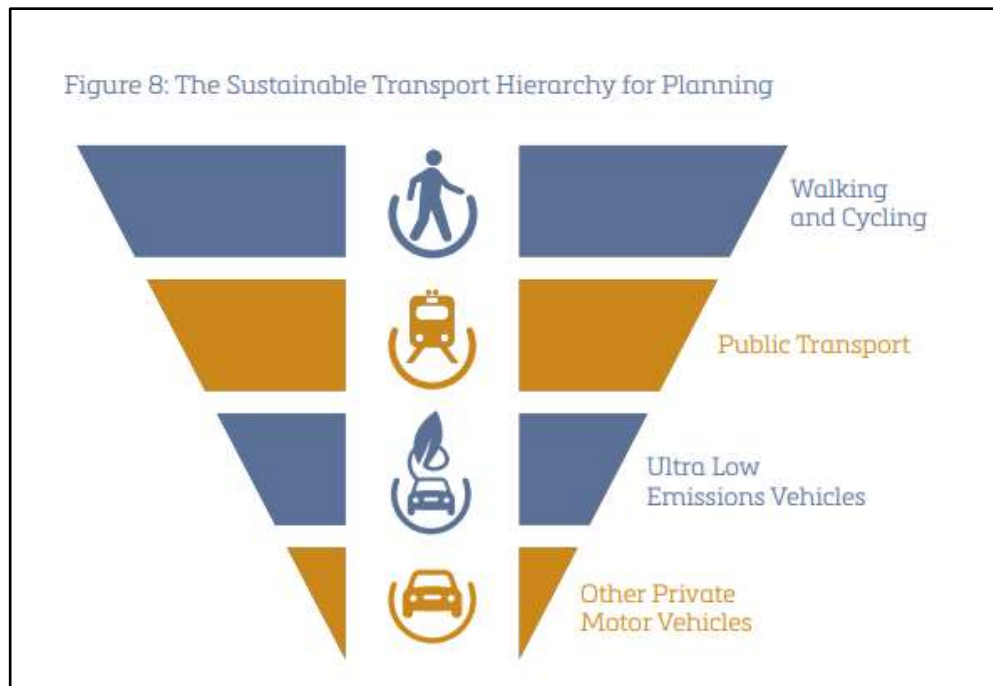 Figure 8: The Sustainable Transport Hierarchy for Planning
Walking
and Cycling
Public Transport
Ultra Low
Emissions Vehicles
Other Private
Motor Vehicles